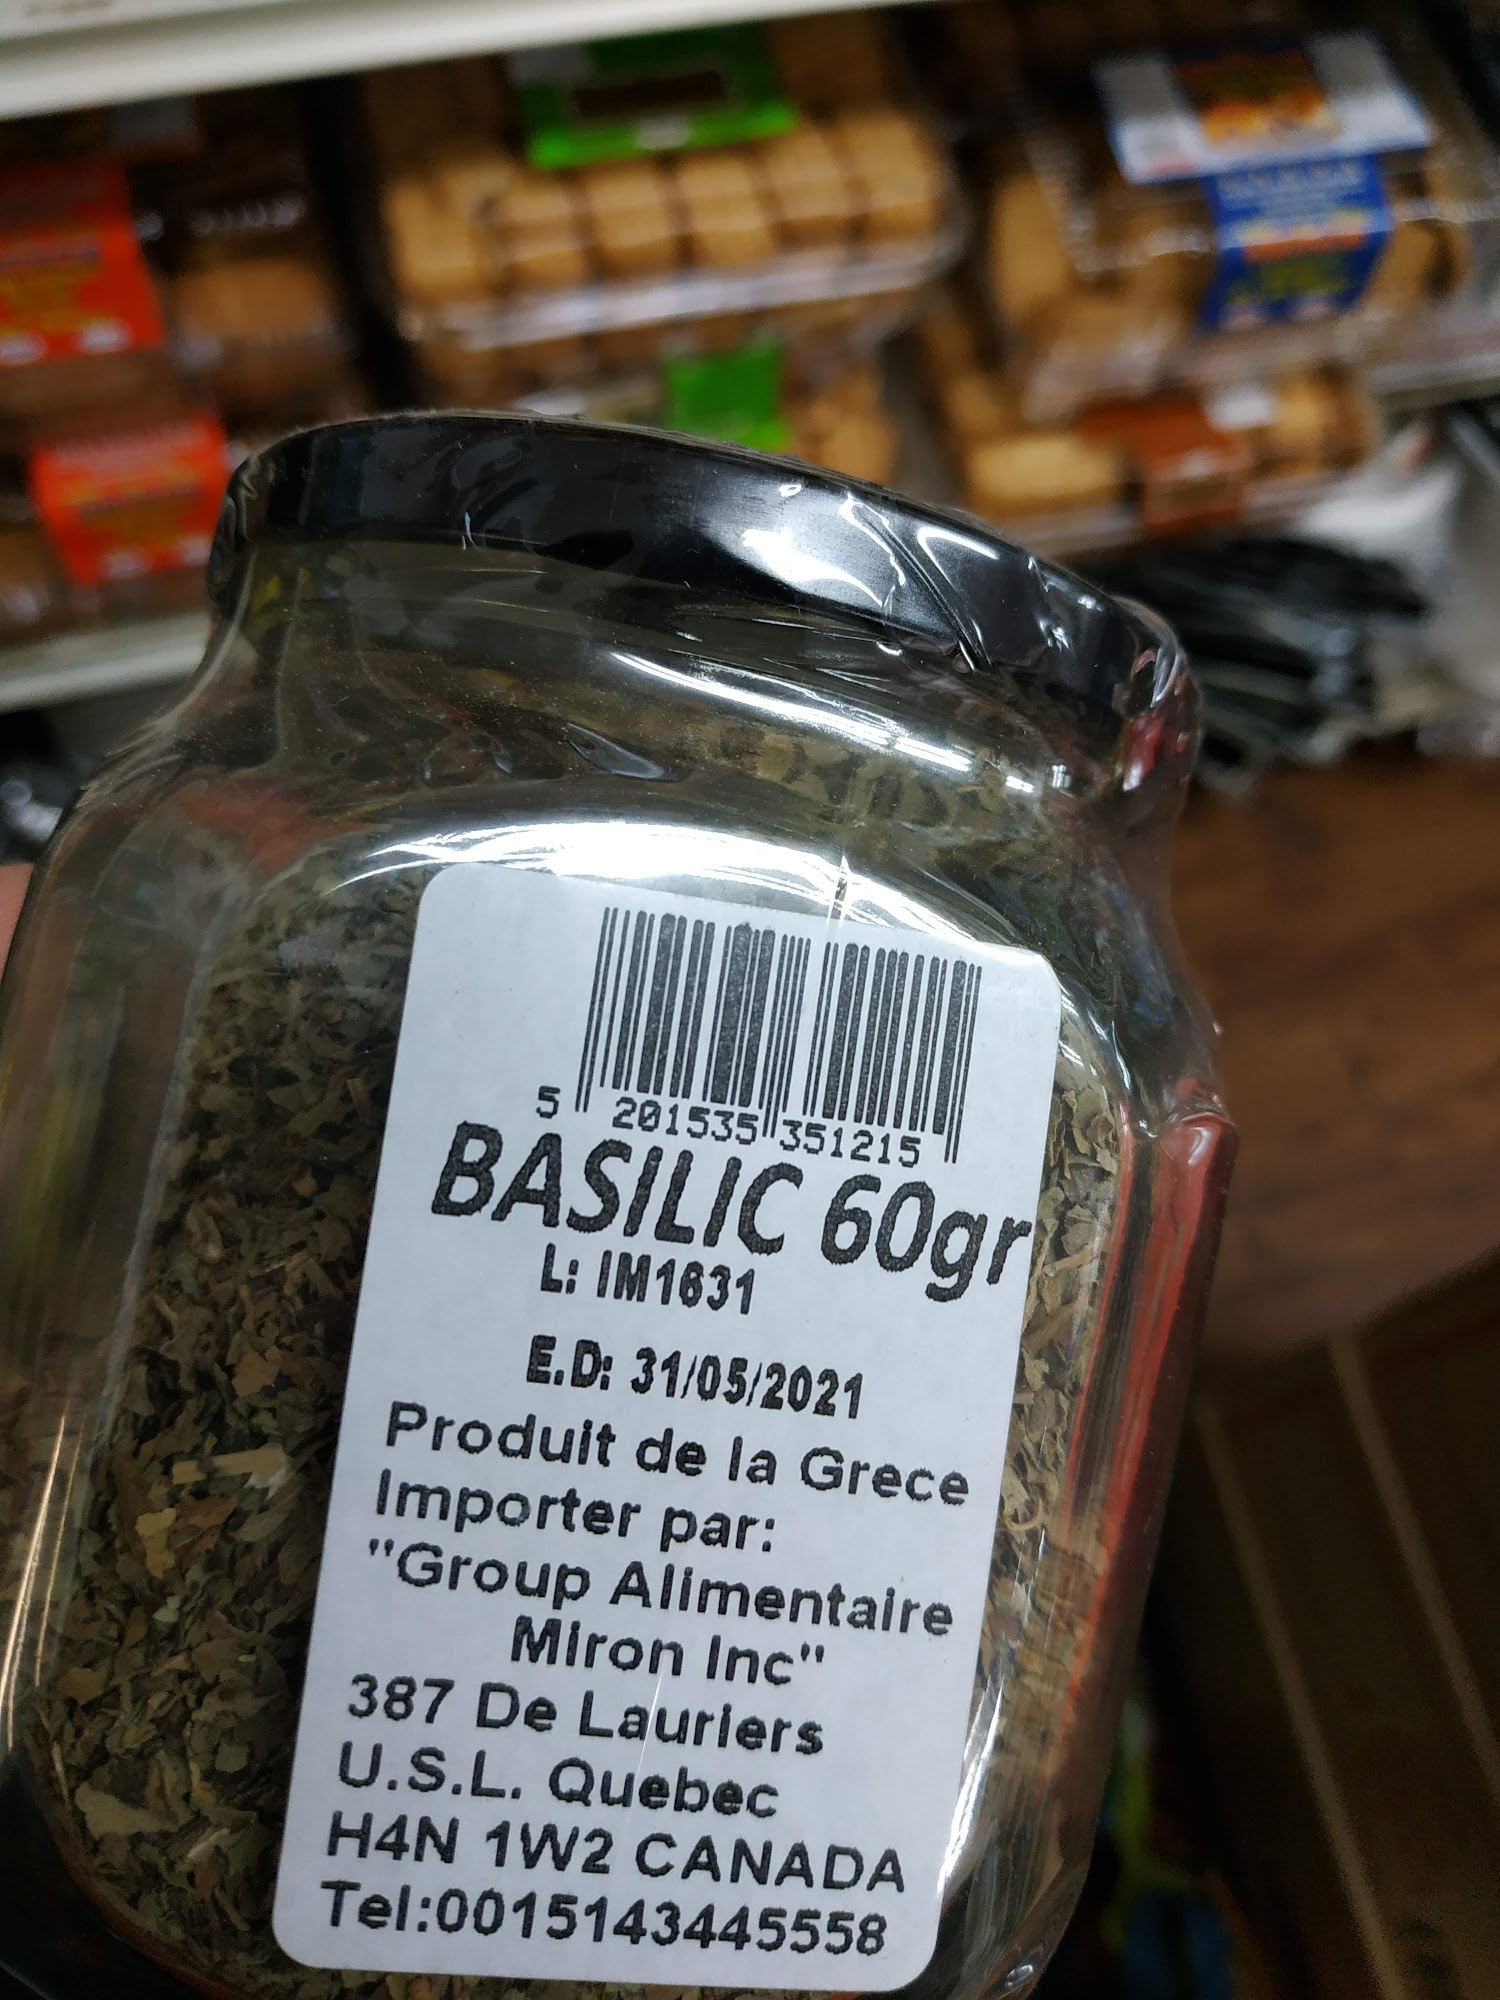 5 201535 351215
BASILIC 60gr
L: IM1631
E.D: 31/05/2021
Produit de la Grece
Importer par:
"Group Alimentaire
Miron Inc"
387 De Lauriers
U.S.L. Quebec
H4N 1W2 CANADA
Tel:0015143445558